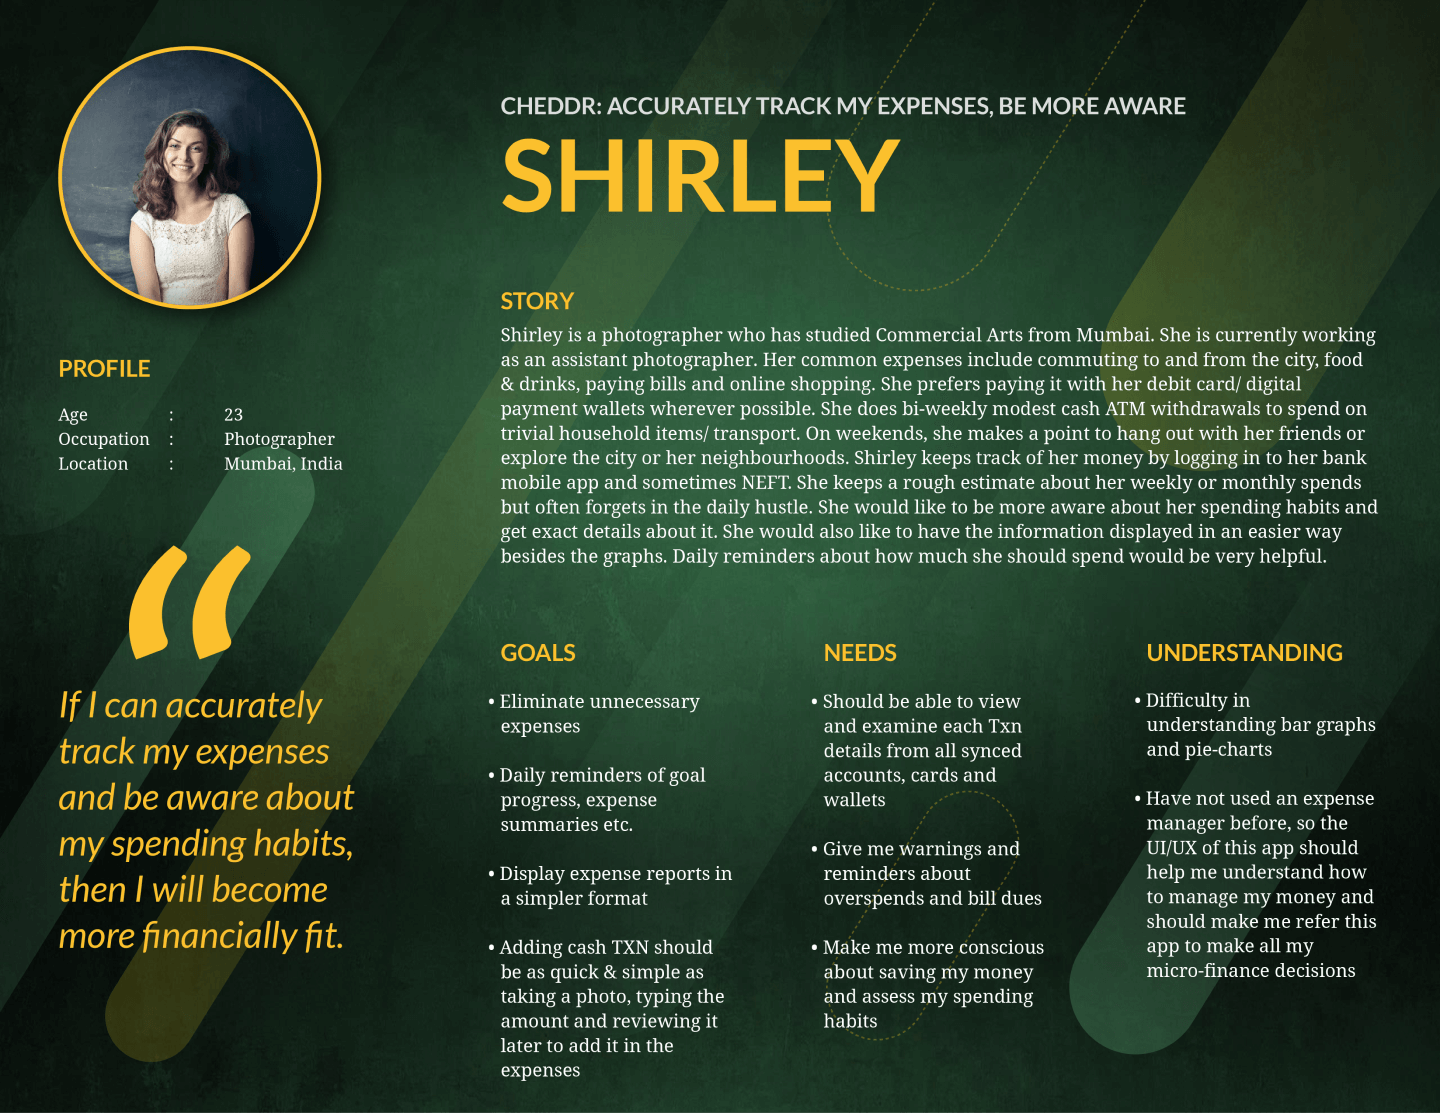 CHEDDR: ACCURATELY TRACK MY EXPENSES, BE MORE AWARE
SHIRLEY
PROFILE
Age : 23
Occupation : Photographer
Location : Mumbai, India
“
If I can accurately
track my expenses
and be aware about
my spending habits,
then I will become
more financially fit.
STORY
Shirley is a photographer who has studied Commercial Arts from Mumbai. She is currently working
as an assistant photographer. Her common expenses include commuting to and from the city, food
& drinks, paying bills and online shopping. She prefers paying it with her debit card/ digital
payment wallets wherever possible. She does bi-weekly modest cash ATM withdrawals to spend on
trivial household items/ transport. On weekends, she makes a point to hang out with her friends or
explore the city or her neighbourhoods. Shirley keeps track of her money by logging in to her bank
mobile app and sometimes NEFT. She keeps a rough estimate about her weekly or monthly spends
but often forgets in the daily hustle. She would like to be more aware about her spending habits and
get exact details about it. She would also like to have the information displayed in an easier way
besides the graphs. Daily reminders about how much she should spend would be very helpful.
GOALS
• Eliminate unnecessary
expenses
• Daily reminders of goal
progress, expense
summaries etc.
• Display expense reports in
a simpler format
• Adding cash TXN should
be as quick & simple as
taking a photo, typing the
amount and reviewing it
later to add it in the
expenses
NEEDS
• Should be able to view
and examine each Txn
details from all synced
accounts, cards and
wallets
• Give me warnings and
reminders about
overspends and bill dues
• Make me more conscious
about saving my money
and assess my spending
habits
UNDERSTANDING
• Difficulty in
understanding bar graphs
and pie-charts
• Have not used an expense
manager before, so the
UI/UX of this app should
help me understand how
to manage my money and
should make me refer this
app to make all my
micro-finance decisions